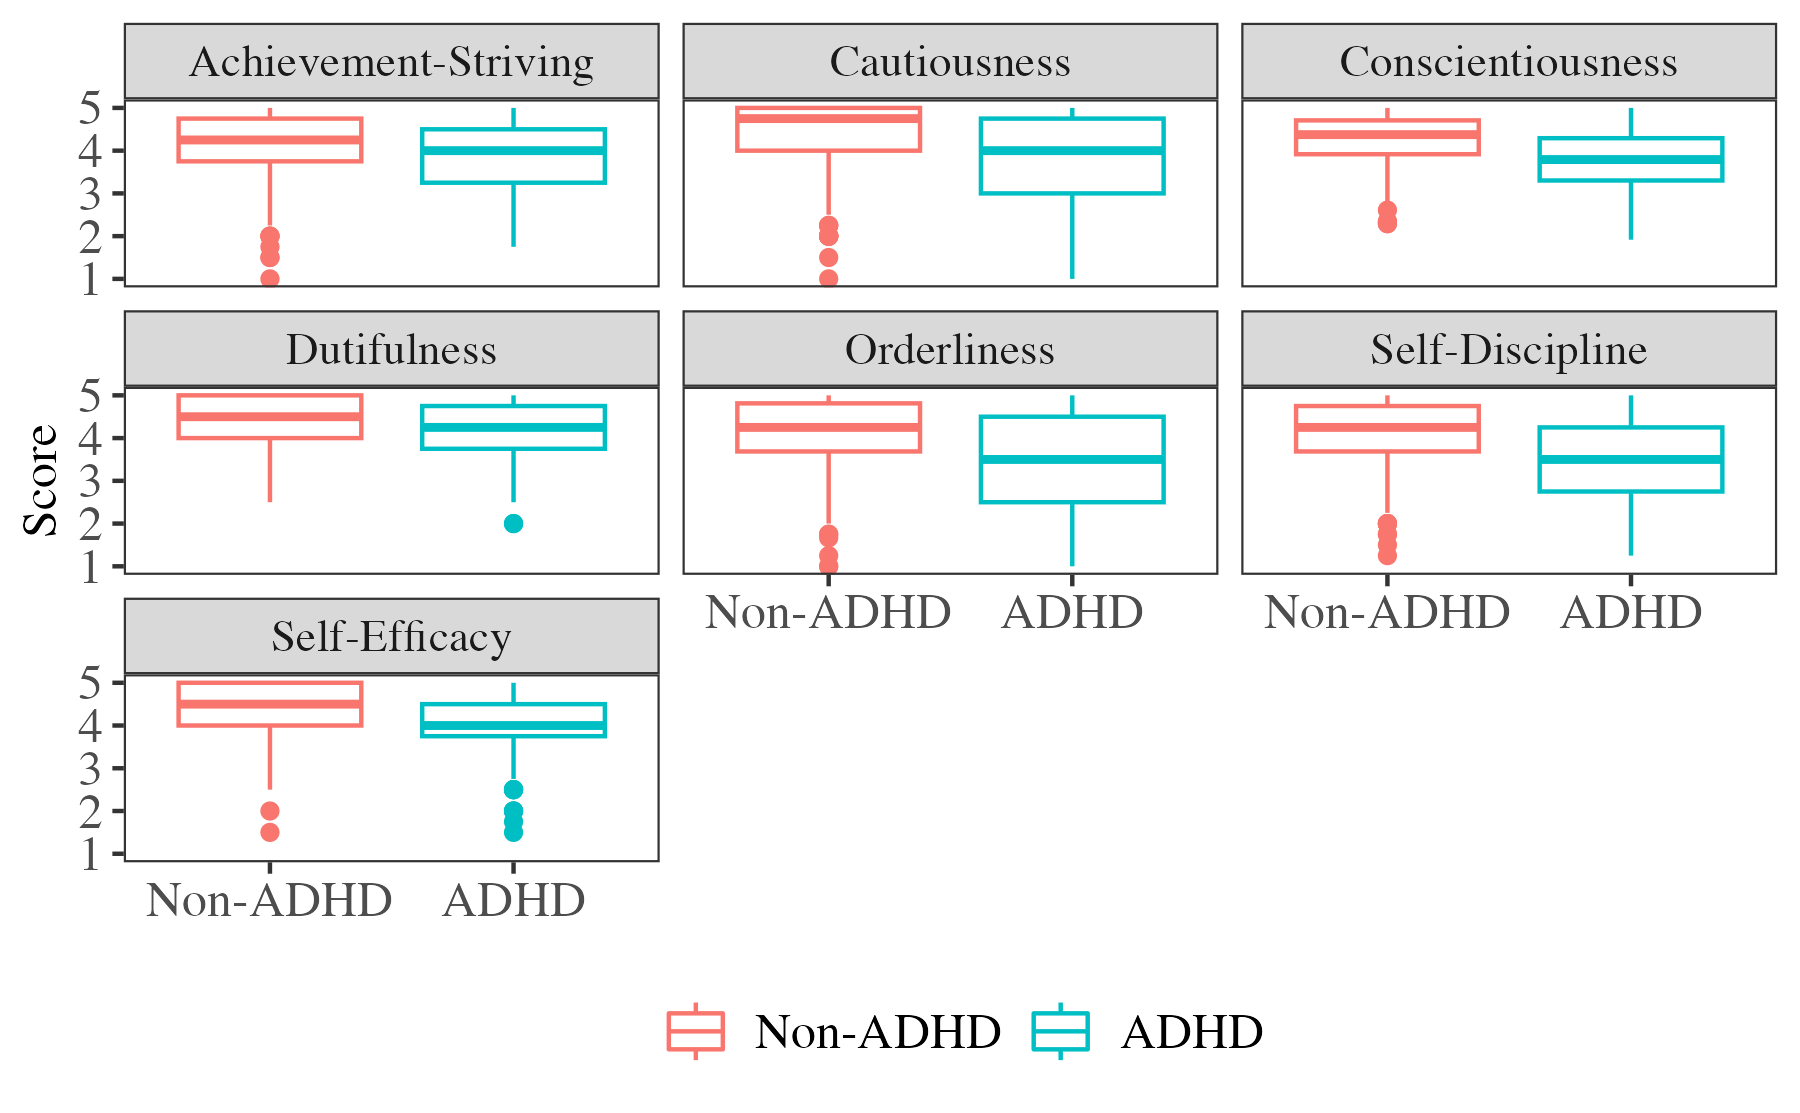 Achievement-Striving
Cautiousness
Conscientiousness
5
4
3
2
1
Dutifulness
Orderliness
Self-Discipline
Score
5
4
3
2
1
Non-ADHD
ADHD
Non-ADHD
ADHD
Self-Efficacy
5
4
3
2
1
Non-ADHD
ADHD
Non-ADHD
ADHD